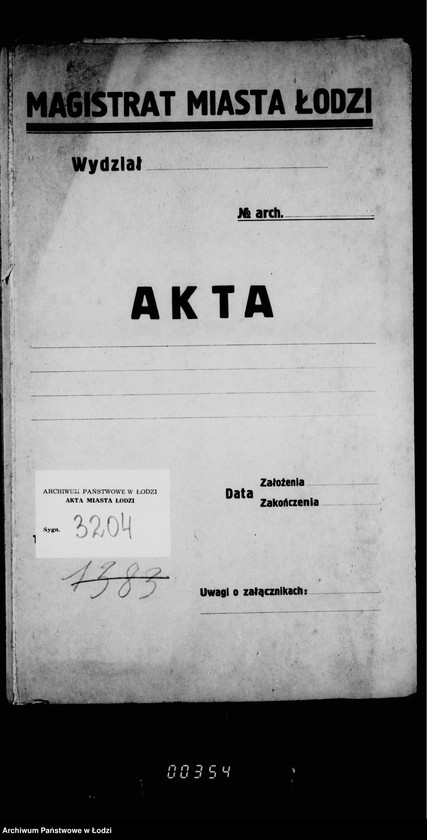 MAGISTRAT MIASTA ŁODZI
Wydział
№ arch.
AKTA
Data
Założenia
Zakończenia
ARCHIWUM PAŃSTWOWE W ŁODZI
AKTA MIASTA ŁODZI
Sygn. 3204
1383
Uwagi o załącznikach:
00354
Archiwum Państwowe w Łodzi